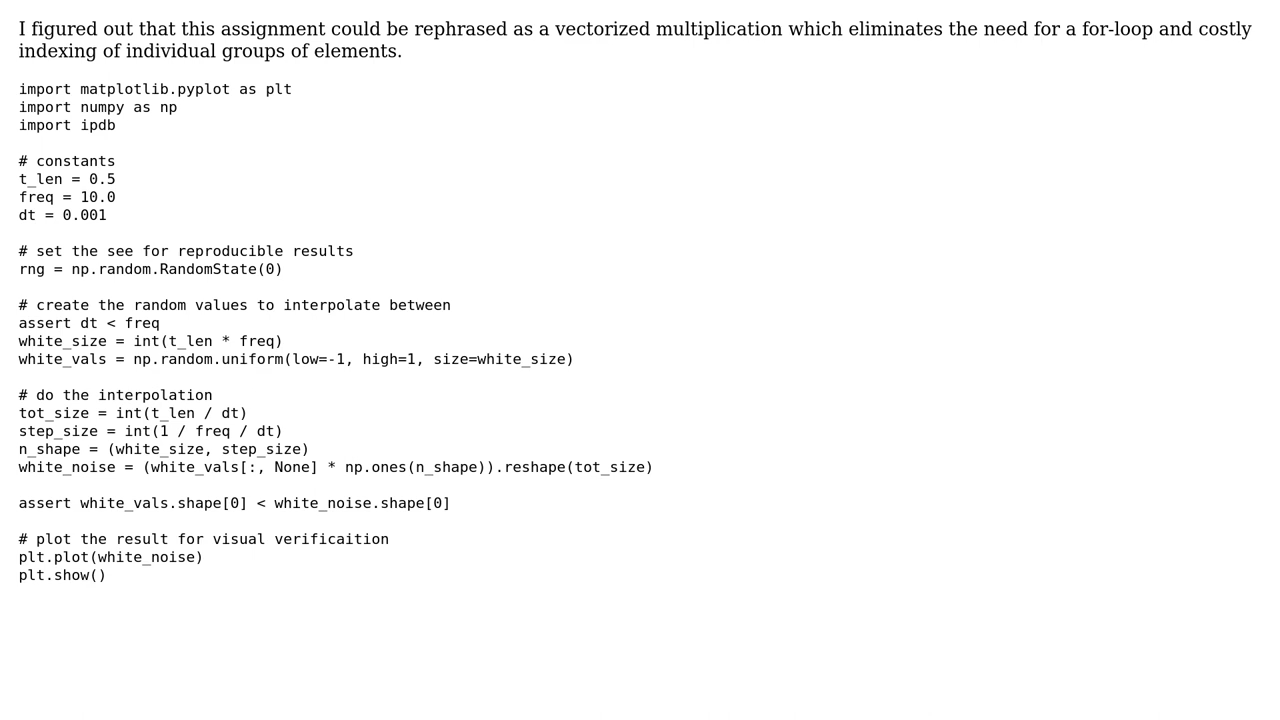 I figured out that this assignment could be rephrased as a vectorized multiplication which eliminates the need for a for-loop and costly
indexing of individual groups of elements.
import matplotlib.pyplot as plt
import numpy as np
import ipdb
# constants
t_len = 0.5
freq = 10.0
dt = 0.001
# set the see for reproducible results
rng = np.random.RandomState(0)
# create the random values to interpolate between
assert dt < freq
white_size = int(t_len * freq)
white_vals = np.random.uniform(low=-1, high=1, size=white_size)
# do the interpolation
tot_size = int(t_len / dt)
step_size = int(1 / freq / dt)
n_shape = (white_size, step_size)
white_noise = (white_vals[:, None] * np.ones(n_shape)).reshape(tot_size)
assert white_vals.shape[0] < white_noise.shape[0]
# plot the result for visual verificaition
plt.plot(white_noise)
plt.show()